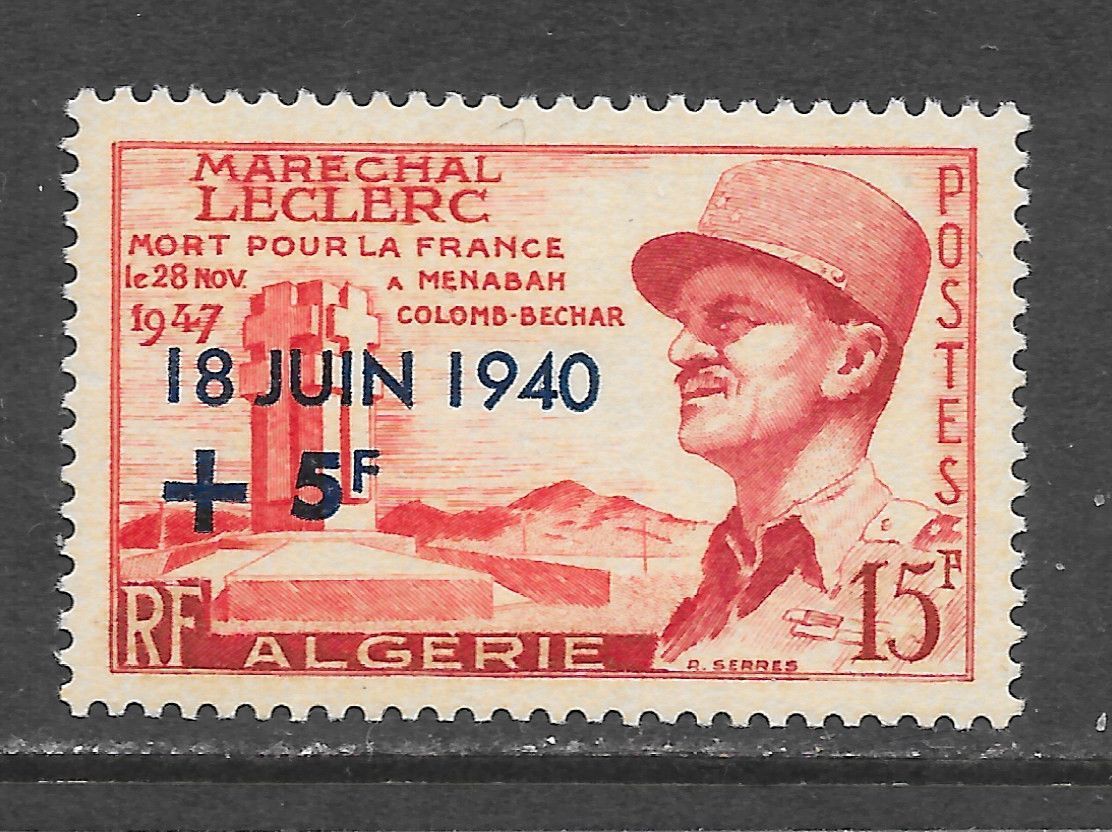 MARECHAL
LECLERC
MORT POUR LA FRANCE
le 28 NOV. A MENABAH
1947 COLOMB-BECHAR
18 JUIN 1940
+ 5F
POSTES
RF ALGERIE
R. SERRES
15F